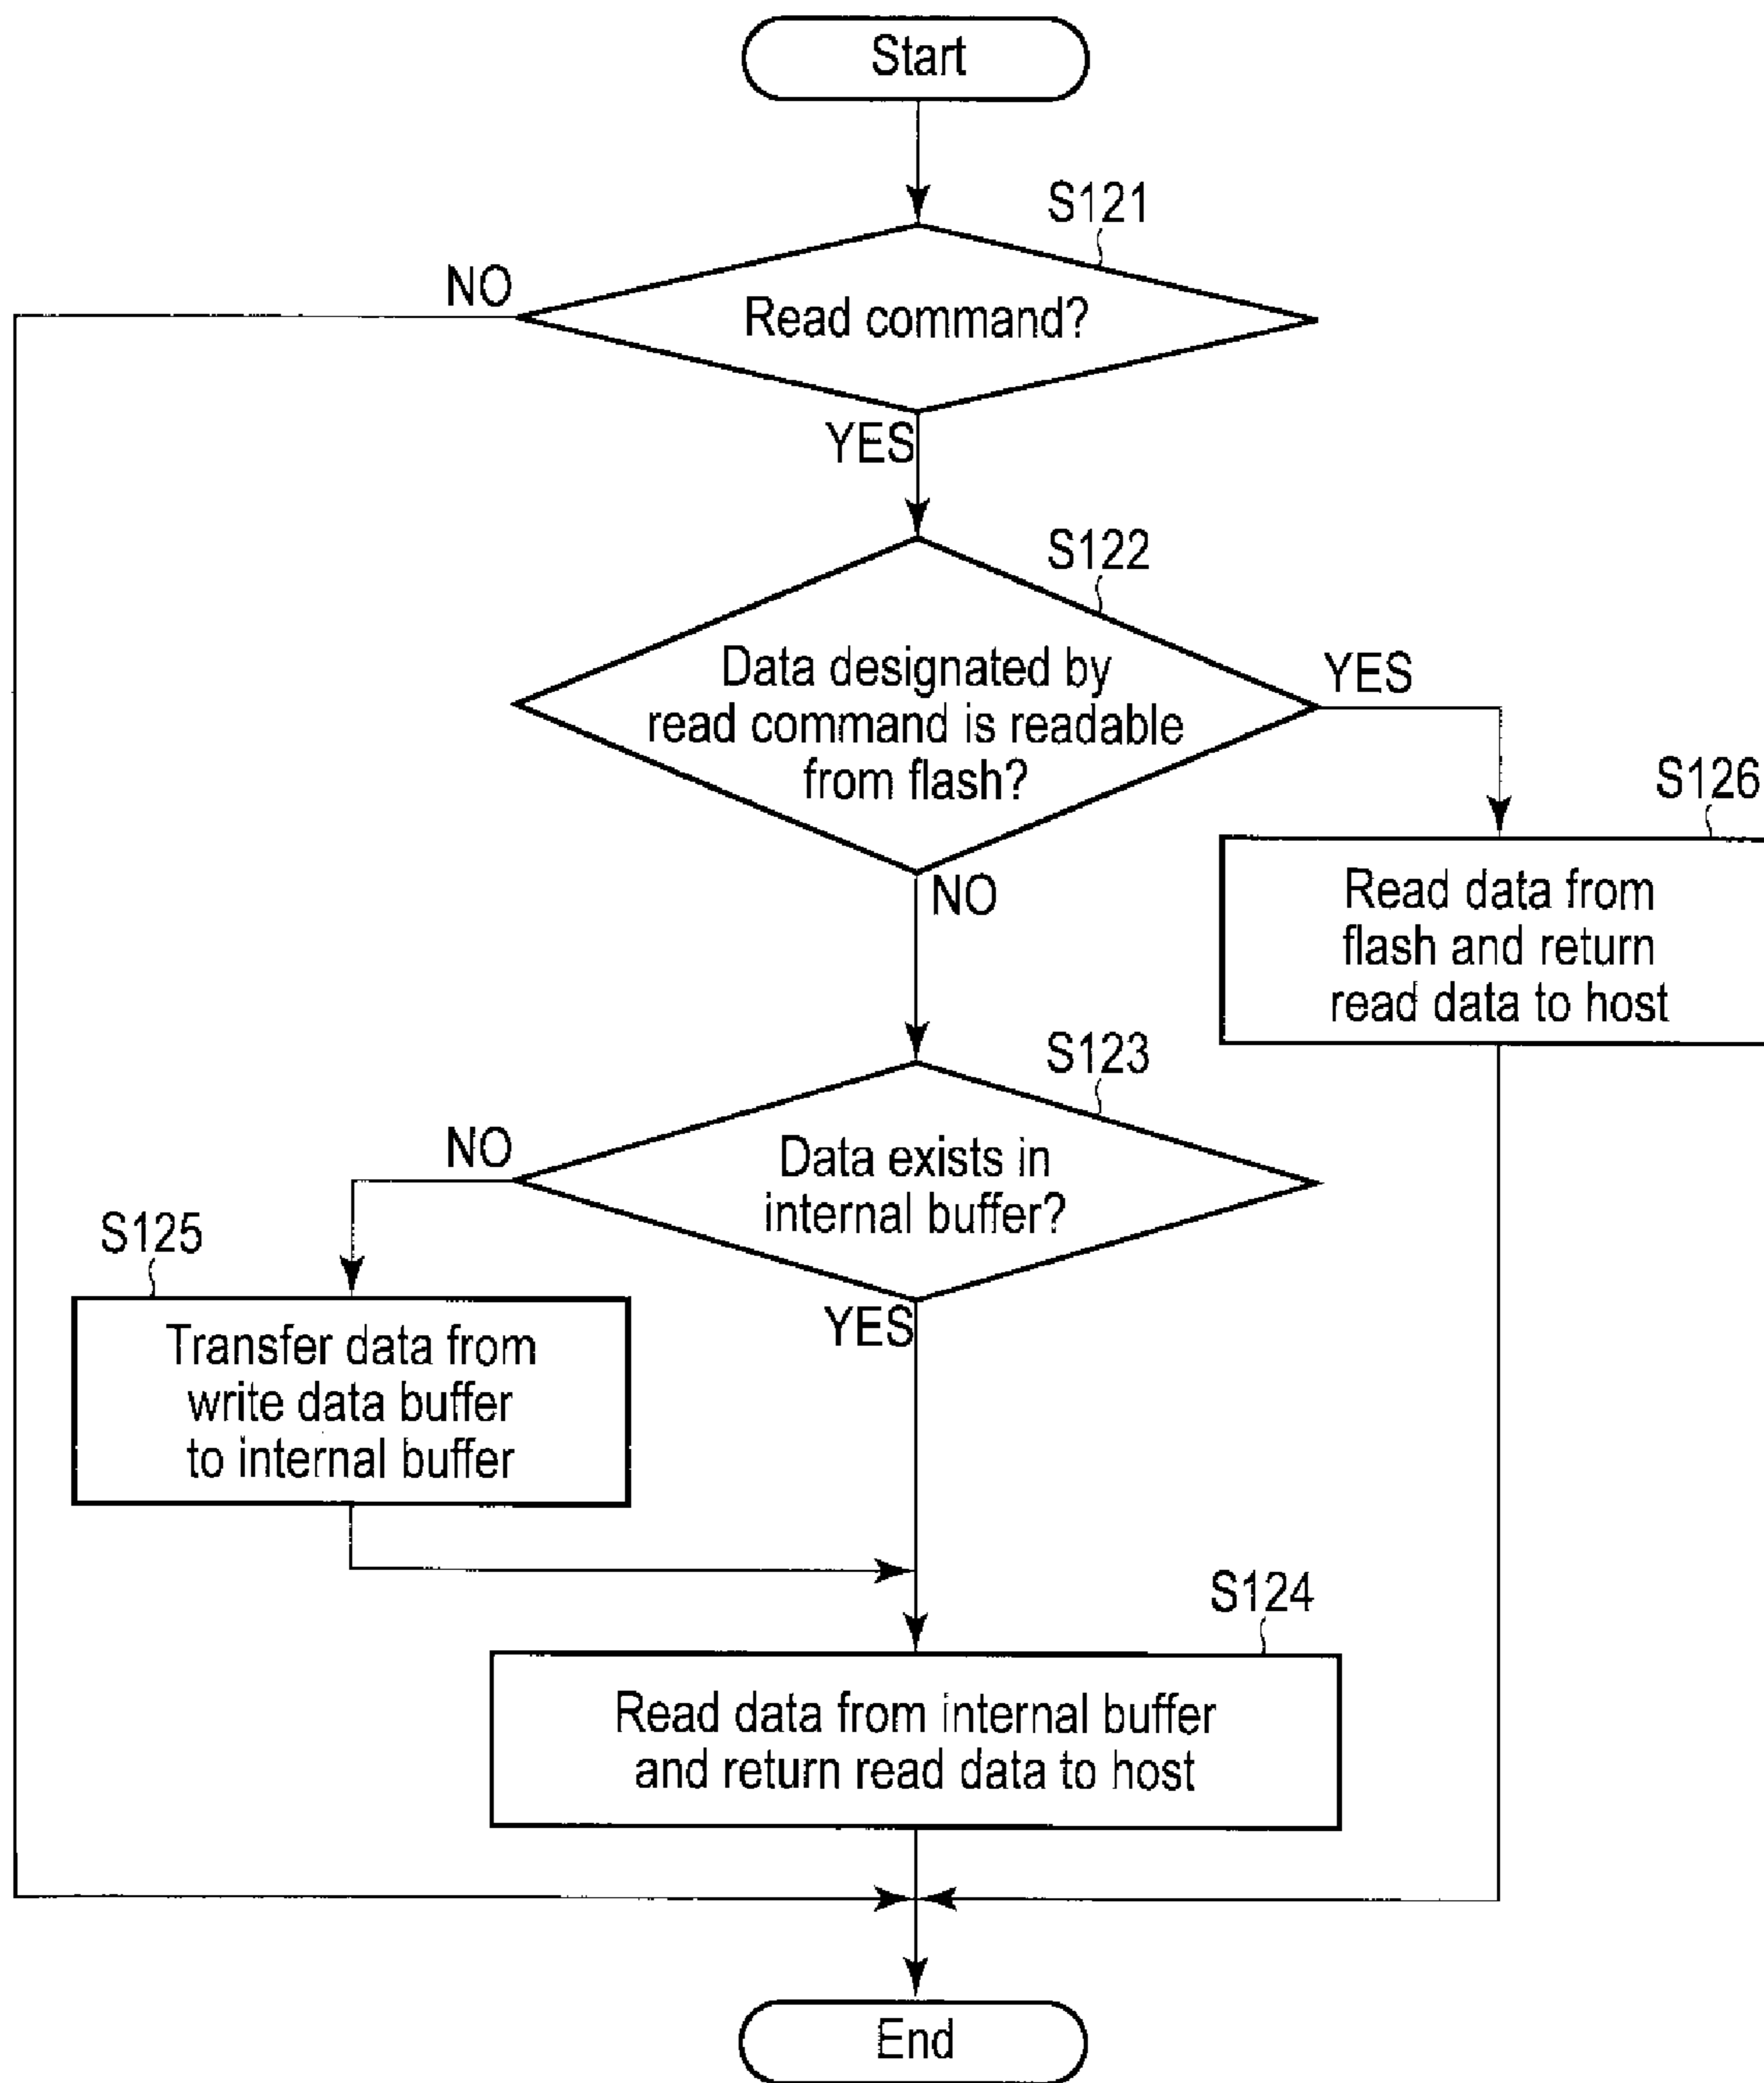 Start
S121
NO
Read command?
YES
S122
Data designated by
read command is readable
from flash?
YES
NO
S126
Read data from
flash and return
read data to host
S123
NO
Data exists in
internal buffer?
YES
S125
Transfer data from
write data buffer
to internal buffer
S124
Read data from internal buffer
and return read data to host
End